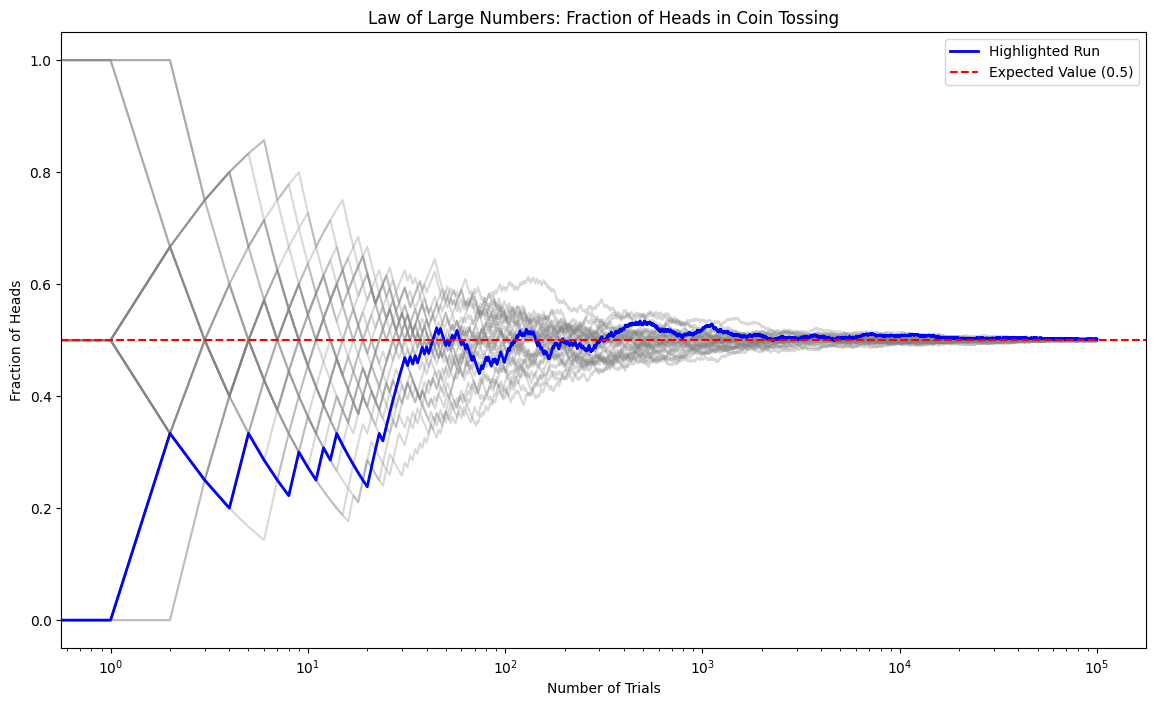 Law of Large Numbers: Fraction of Heads in Coin Tossing
Highlighted Run
Expected Value (0.5)
1.0
0.8
0.6
0.4
0.2
0.0
Fraction of Heads
10⁰
10¹
10²
10³
10⁴
10⁵
Number of Trials